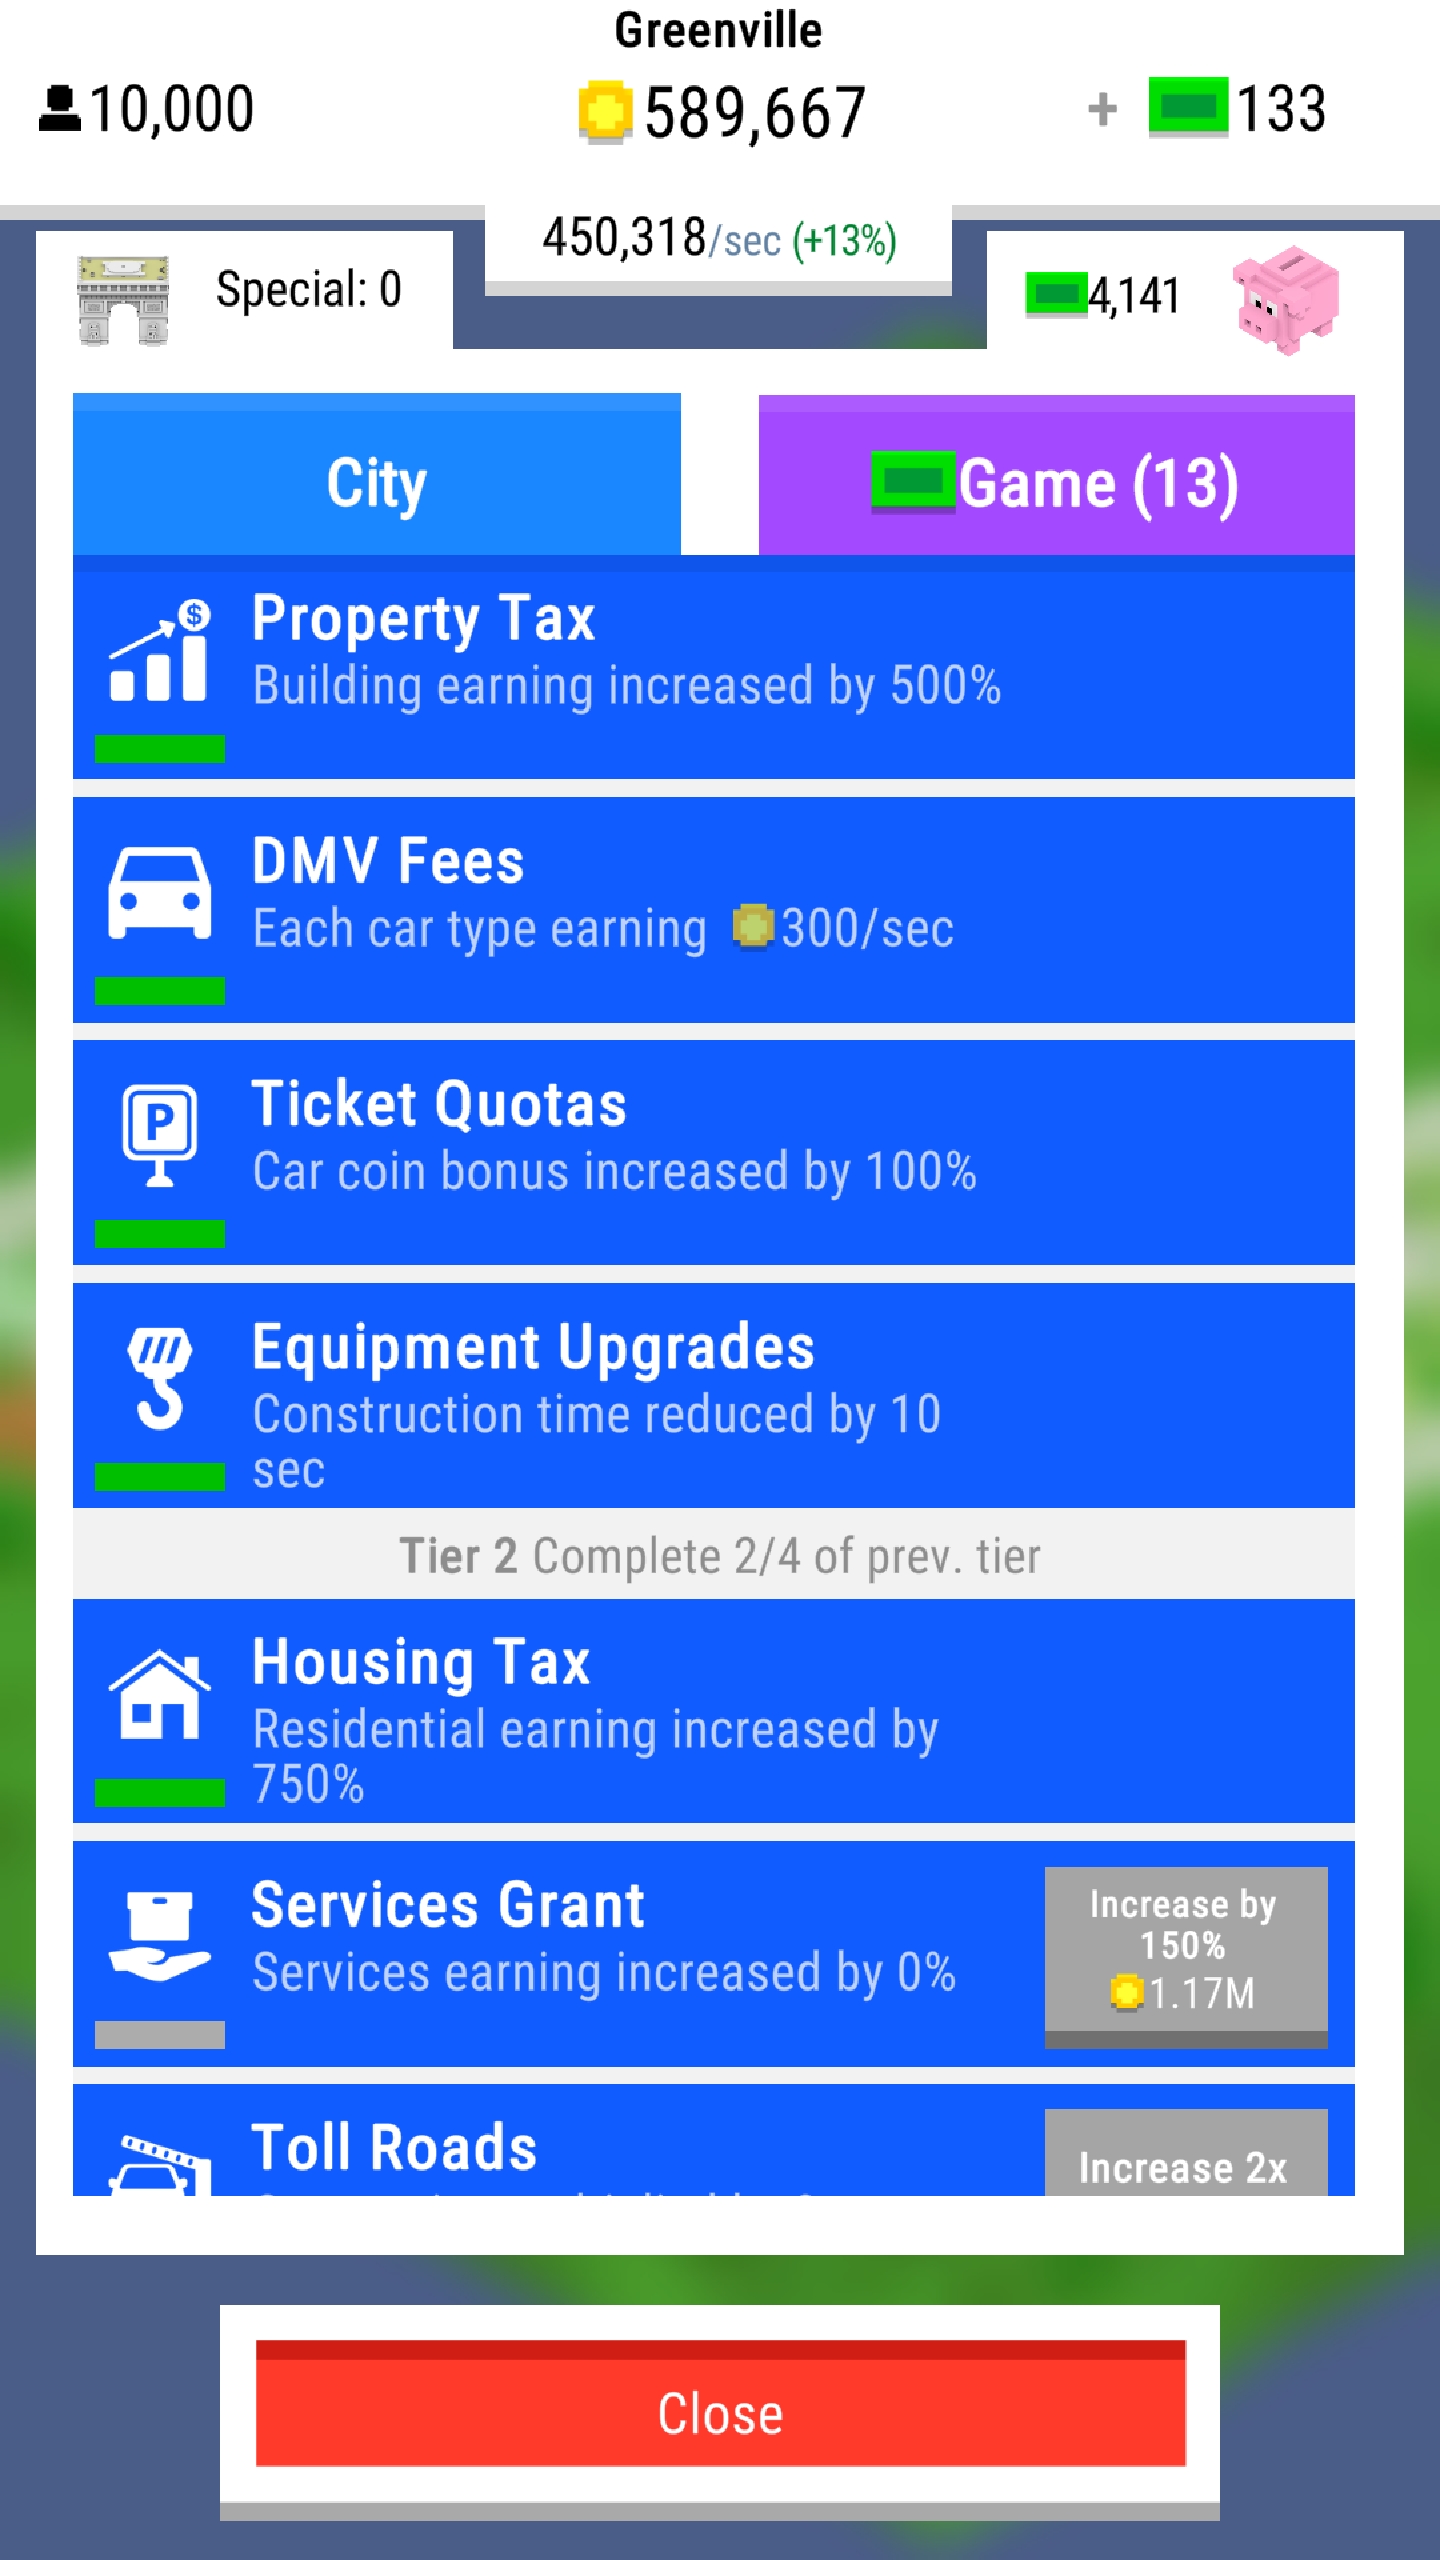 Greenville
10,000
589,667
+ 133
450,318/sec (+13%)
Special: 0
4,141
City
Game (13)
Property Tax
Building earning increased by 500%
DMV Fees
Each car type earning 300/sec
P
Ticket Quotas
Car coin bonus increased by 100%
Equipment Upgrades
Construction time reduced by 10
sec
Tier 2 Complete 2/4 of prev. tier
Housing Tax
Residential earning increased by
750%
Services Grant
Services earning increased by 0%
Increase by
150%
1.17M
Toll Roads
Increase 2x
Close